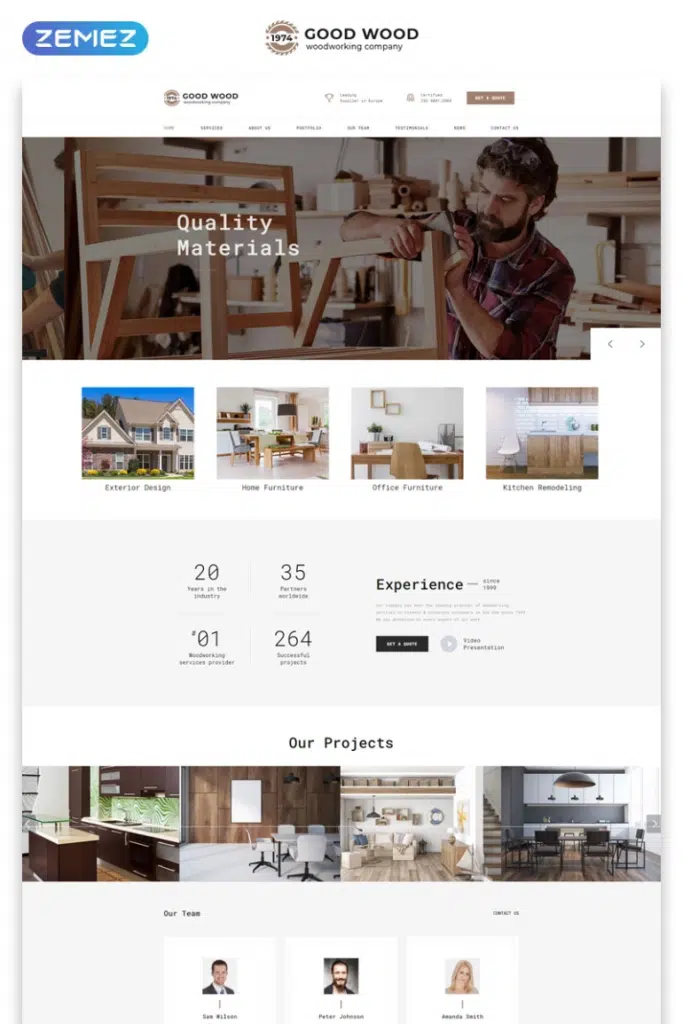 ZEMEZ
1974
GOOD WOOD
woodworking company
1974
GOOD WOOD
woodworking company
Leading
Supplier in Europe
Certified
GET A QUOTE
HOME
SERVICES
ABOUT US
PORTFOLIO
OUR TEAM
TESTIMONIALS
NEWS
CONTACT US
Quality
Materials
Exterior Design
Home Furniture
Office Furniture
Kitchen Remodeling
20
Years in the
industry
35
Partners
worldwide
#01
Woodworking
services provider
264
Successful
projects
Experience — since
GET A QUOTE
Video
Presentation
Our Projects
Our Team
CONTACT US
Sam Wilson
Peter Johnson
Amanda Smith